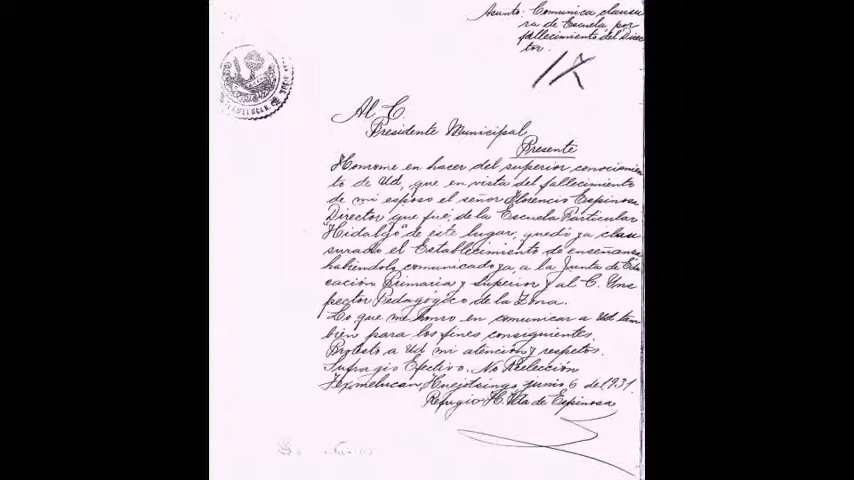 Asunto: Comunica clausu
ra de Escuela por
fallecimiento del Direc
tor.
Al C.
Presidente Municipal
Presente
Honrome en hacer del superior conocimien
to de Ud, que en vista del fallecimiento
de mi esposo el señor Florencio Espinosa
Director que fué, de la Escuela Particular
"Hidalgo" de este lugar, quedó ya clau
surado el Establecimiento de enseñanza
habiéndolo comunicado ya, a la Junta de Edu
cación Primaria y Superior y al C. Ins
pector Pedagógico de la Zona.
Lo que me honro en comunicar a Ud tam
bien para los fines consiguientes.
Protesto a Ud mi atención y respetos.
Sufragio Efectivo. No Reelección
Texmelucan, Huejotzingo junio 6 de 1931.
Refugio H. Vda de Espinosa